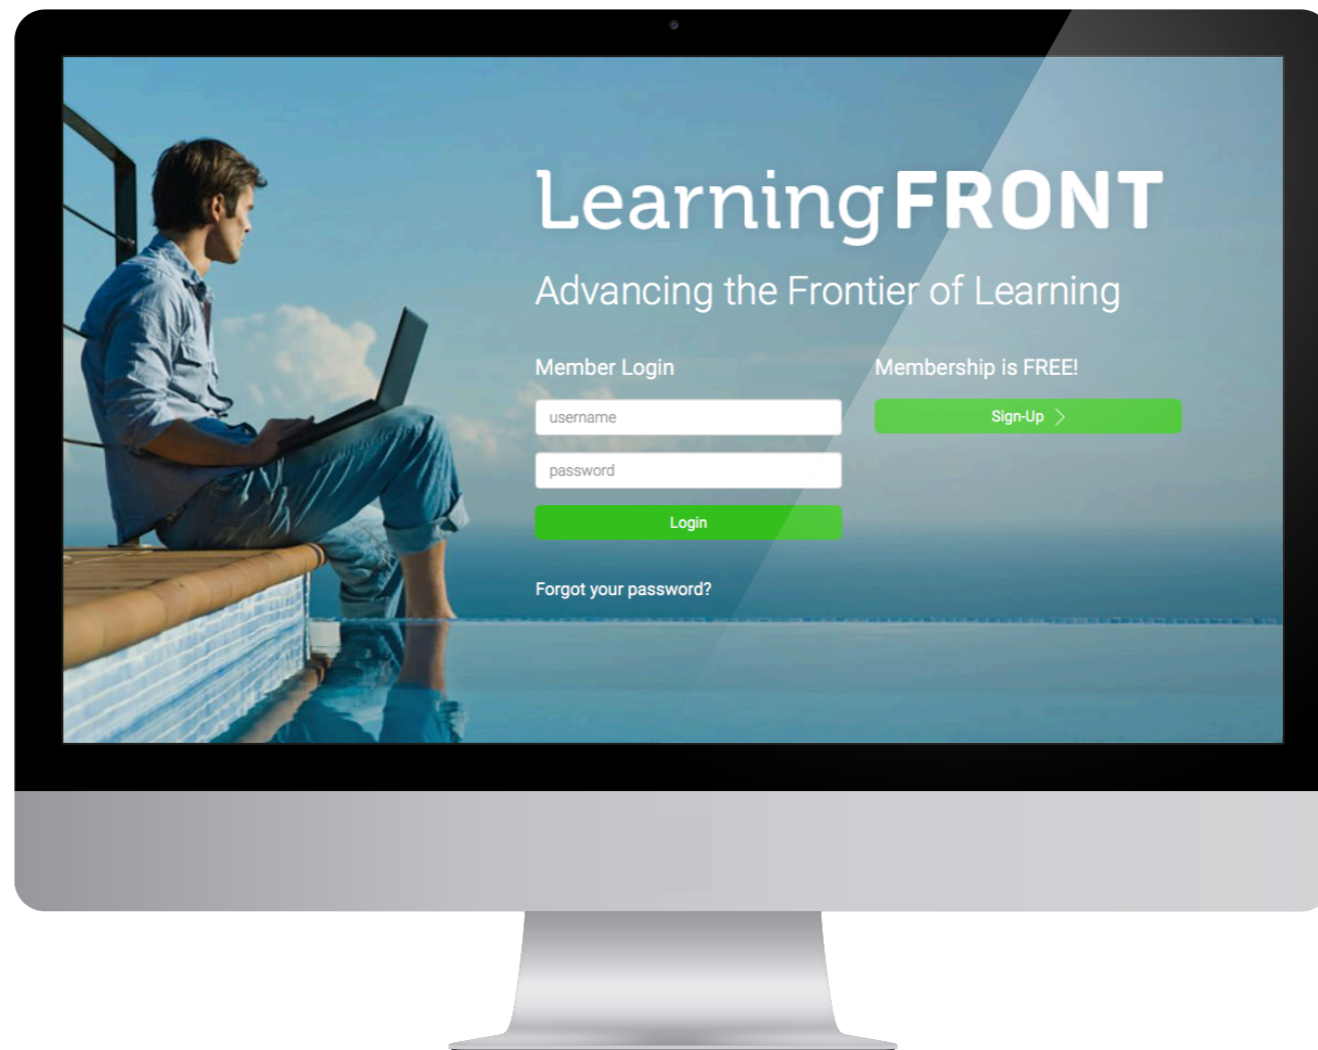 LearningFRONT
Advancing the Frontier of Learning
Member Login
username
password
Login
Forgot your password?
Membership is FREE!
Sign-Up